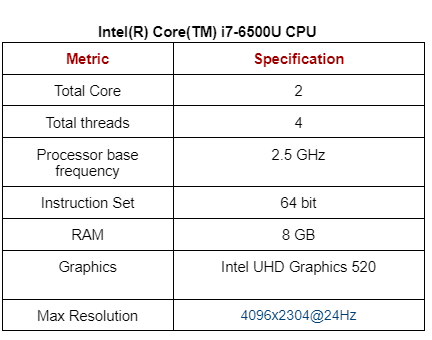 Intel(R) Core(TM) i7-6500U CPU
Metric Specification
Total Core 2
Total threads 4
Processor base 2.5 GHz
frequency
Instruction Set 64 bit
RAM 8 GB
Graphics Intel UHD Graphics 520
Max Resolution 4096x2304@24Hz